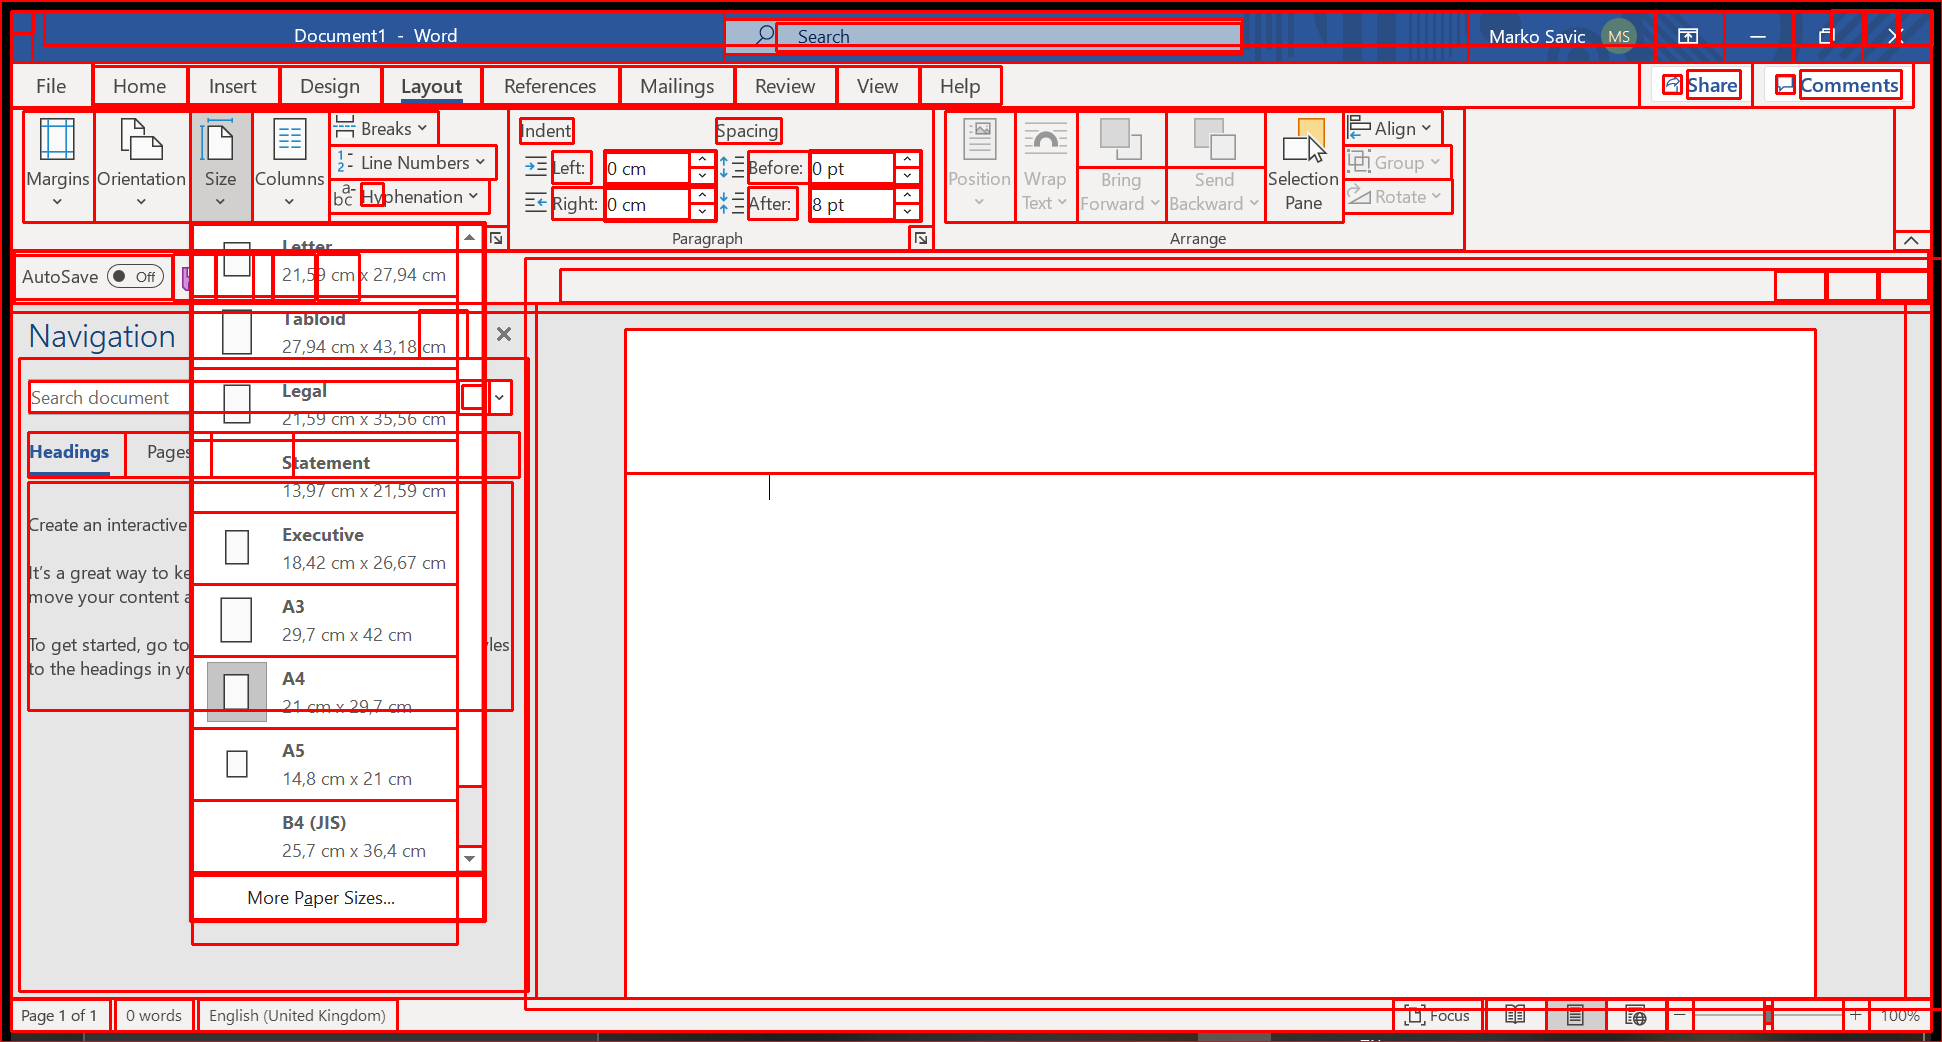 Document1 - Word
Search
Marko Savic
MS
File
Home
Insert
Design
Layout
References
Mailings
Review
View
Help
Share
Comments
Margins
Orientation
Size
Columns
Breaks
Line Numbers
Hyphenation
Indent
Left:
0 cm
Right:
0 cm
Spacing
Before:
0 pt
After:
8 pt
Paragraph
Position
Wrap
Text
Bring
Forward
Send
Backward
Selection
Pane
Align
Group
Rotate
Arrange
AutoSave
Off
Navigation
Search document
Headings
Pages
Create an interactive
It's a great way to
move your content
To get started, go to
to the headings in
Letter
21,59 cm x 27,94 cm
Tabloid
27,94 cm x 43,18 cm
Legal
21,59 cm x 35,56 cm
Statement
13,97 cm x 21,59 cm
Executive
18,42 cm x 26,67 cm
A3
29,7 cm x 42 cm
A4
21 cm x 29,7 cm
A5
14,8 cm x 21 cm
B4 (JIS)
25,7 cm x 36,4 cm
More Paper Sizes...
Page 1 of 1
0 words
English (United Kingdom)
Focus
100%